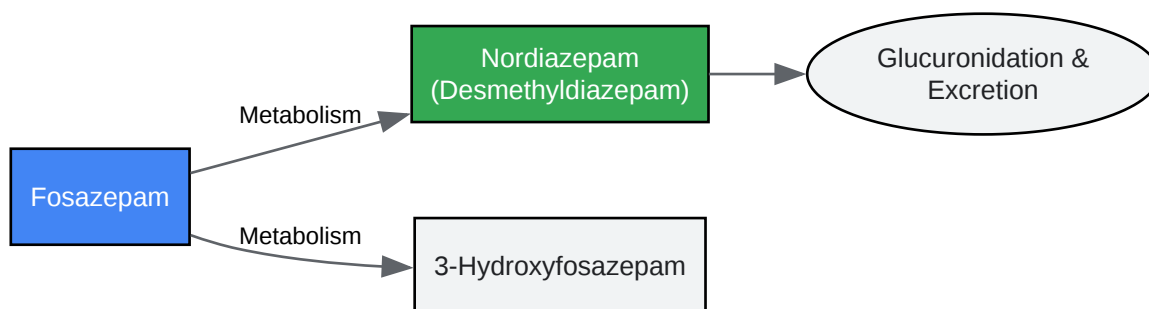 Nordiazepam
(Desmethyldiazepam)
Glucuronidation &
Excretion
Metabolism
Fosazepam
Metabolism
3-Hydroxyfosazepam